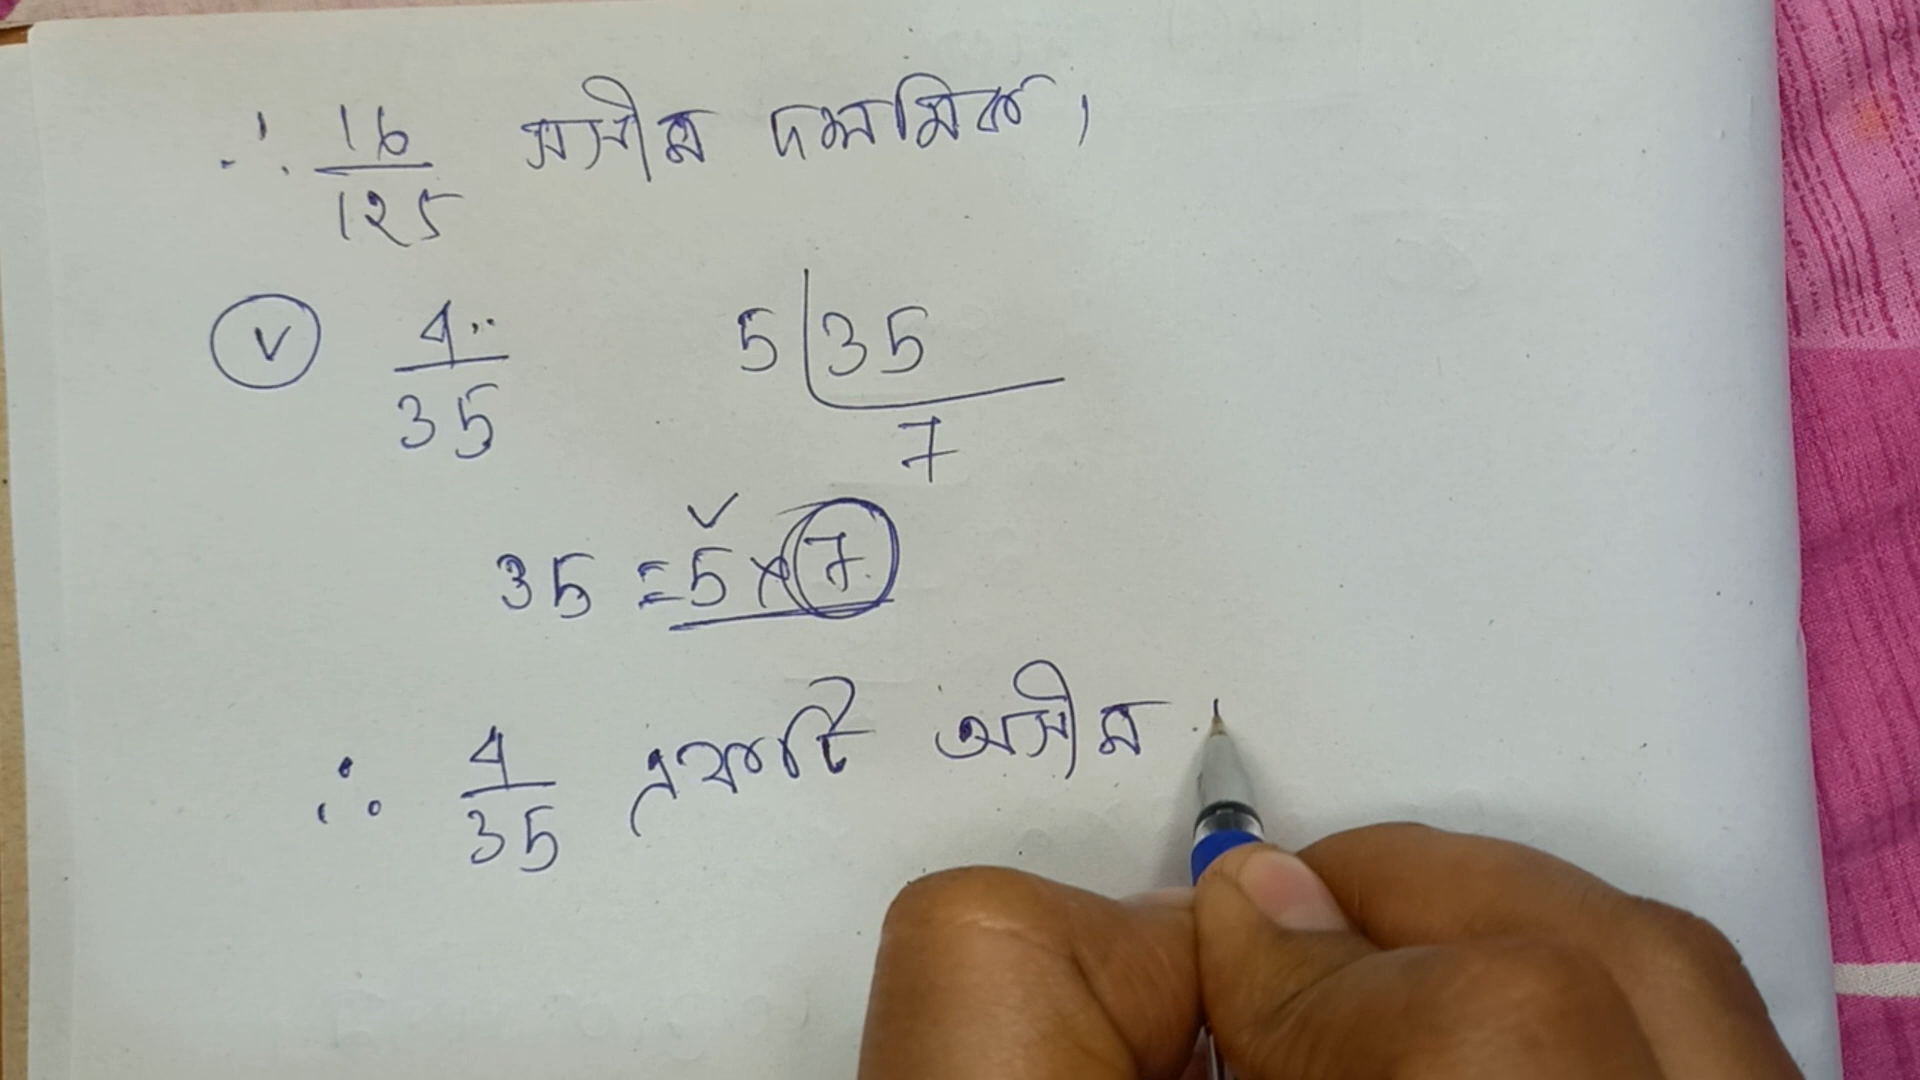 ∴ 16/125 সসীম দশমিক।
(v) 4/35 5 | 35
7
35 = 5 × 7
∴ 4/35 একটি অসীম